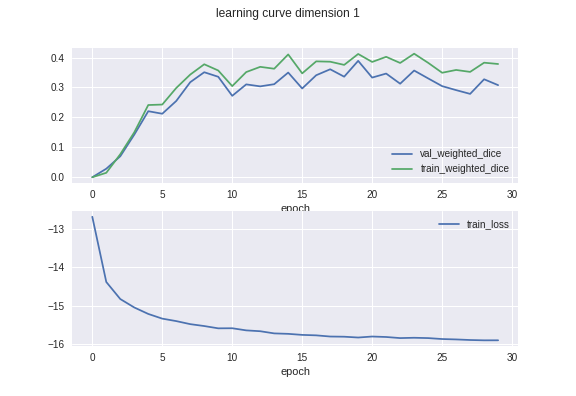 learning curve dimension 1
0.4
0.3
0.2
0.1
0.0
val_weighted_dice
train_weighted_dice
0 5 10 15 20 25 30
epoch
−13
−14
−15
−16
train_loss
0 5 10 15 20 25 30
epoch